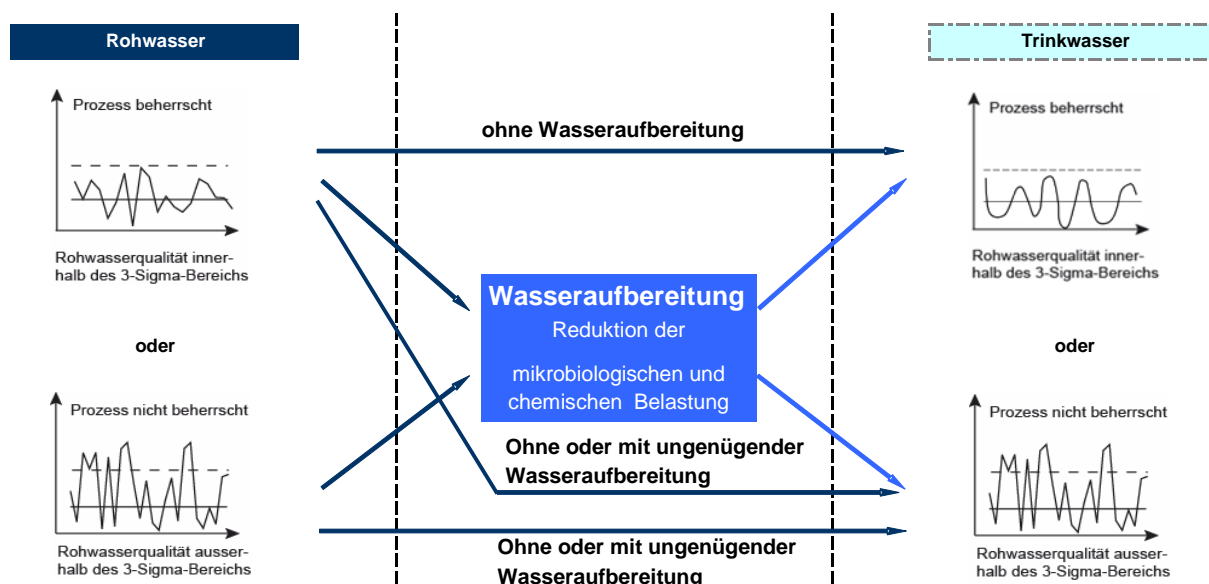 Rohwasser
Prozess beherrscht
Rohwasserqualität inner-
halb des 3-Sigma-Bereichs
oder
Prozess nicht beherrscht
Rohwasserqualität ausser-
halb des 3-Sigma-Bereichs
ohne Wasseraufbereitung
Wasseraufbereitung
Reduktion der
mikrobiologischen und
chemischen Belastung
Ohne oder mit ungenügender
Wasseraufbereitung
Ohne oder mit ungenügender
Wasseraufbereitung
Trinkwasser
Prozess beherrscht
Rohwasserqualität inner-
halb des 3-Sigma-Bereichs
oder
Prozess nicht beherrscht
Rohwasserqualität ausser-
halb des 3-Sigma-Bereichs